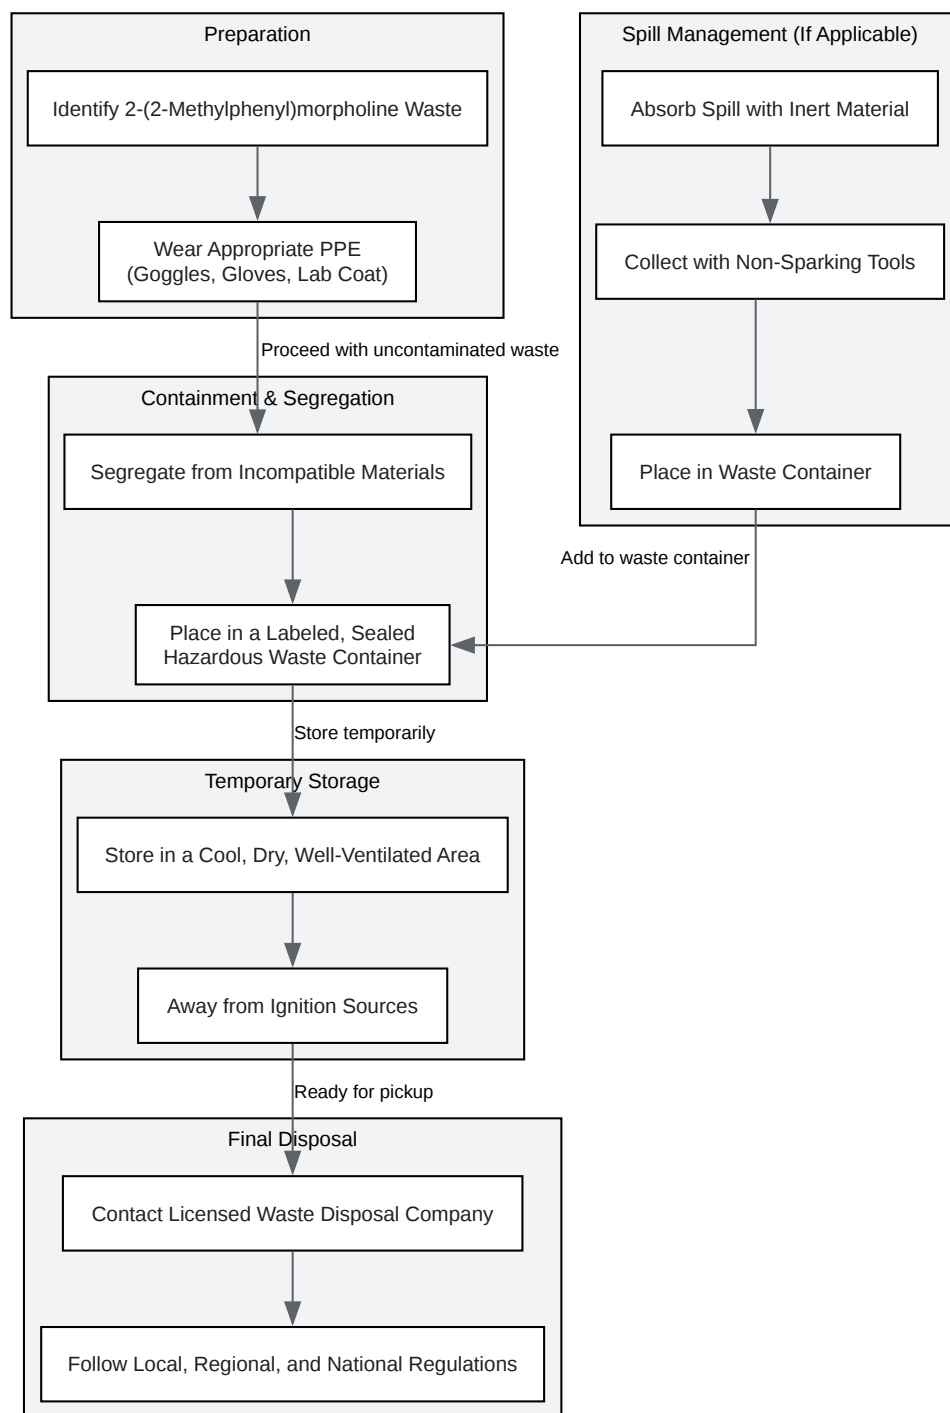 Preparation
Identify 2-(2-Methylphenyl)morpholine Waste
Wear Appropriate PPE
(Goggles, Gloves, Lab Coat)
Proceed with uncontaminated waste
Containment & Segregation
Segregate from Incompatible Materials
Place in a Labeled, Sealed
Hazardous Waste Container
Store temporarily
Temporary Storage
Store in a Cool, Dry, Well-Ventilated Area
Away from Ignition Sources
Ready for pickup
Final Disposal
Contact Licensed Waste Disposal Company
Follow Local, Regional, and National Regulations
Spill Management (If Applicable)
Absorb Spill with Inert Material
Collect with Non-Sparking Tools
Place in Waste Container
Add to waste container